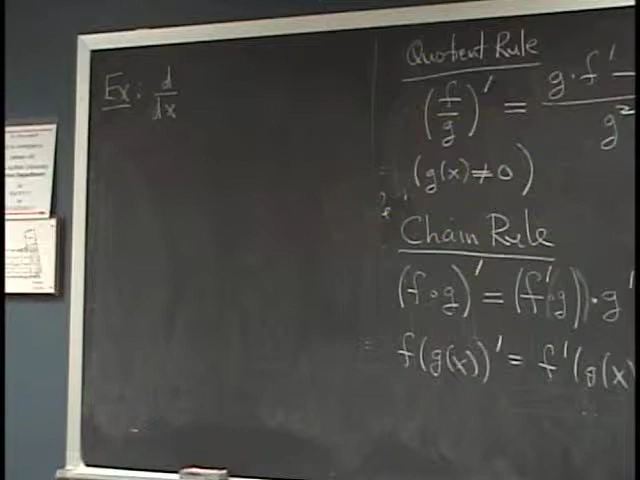 Ex: d/dx
Quotient Rule
(f/g)' = g·f' − / g²
(g(x)≠0)
Chain Rule
(f∘g)' = (f'∘g)·g'
f(g(x))' = f'(g(x)